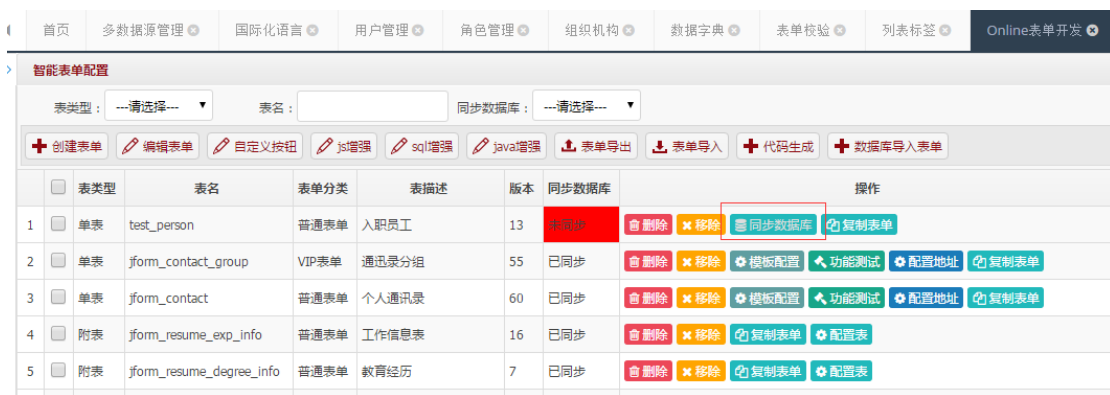 首页 多数据源管理 国际化语言 用户管理 角色管理 组织机构 数据字典 表单校验 列表标签 Online表单开发
智能表单配置
表类型： ---请选择--- 表名： 同步数据库： ---请选择---
创建表单 编辑表单 自定义按钮 js增强 sql增强 java增强 表单导出 表单导入 代码生成 数据库导入表单
表类型 表名 表单分类 表描述 版本 同步数据库 操作
1 单表 test_person 普通表单 入职员工 13 未同步 删除 移除 同步数据库 复制表单
2 单表 jform_contact_group VIP表单 通迅录分组 55 已同步 删除 移除 模板配置 功能测试 配置地址 复制表单
3 单表 jform_contact 普通表单 个人通讯录 60 已同步 删除 移除 模板配置 功能测试 配置地址 复制表单
4 附表 jform_resume_exp_info 普通表单 工作信息表 16 已同步 删除 移除 复制表单 配置表
5 附表 jform_resume_degree_info 普通表单 教育经历 7 已同步 删除 移除 复制表单 配置表